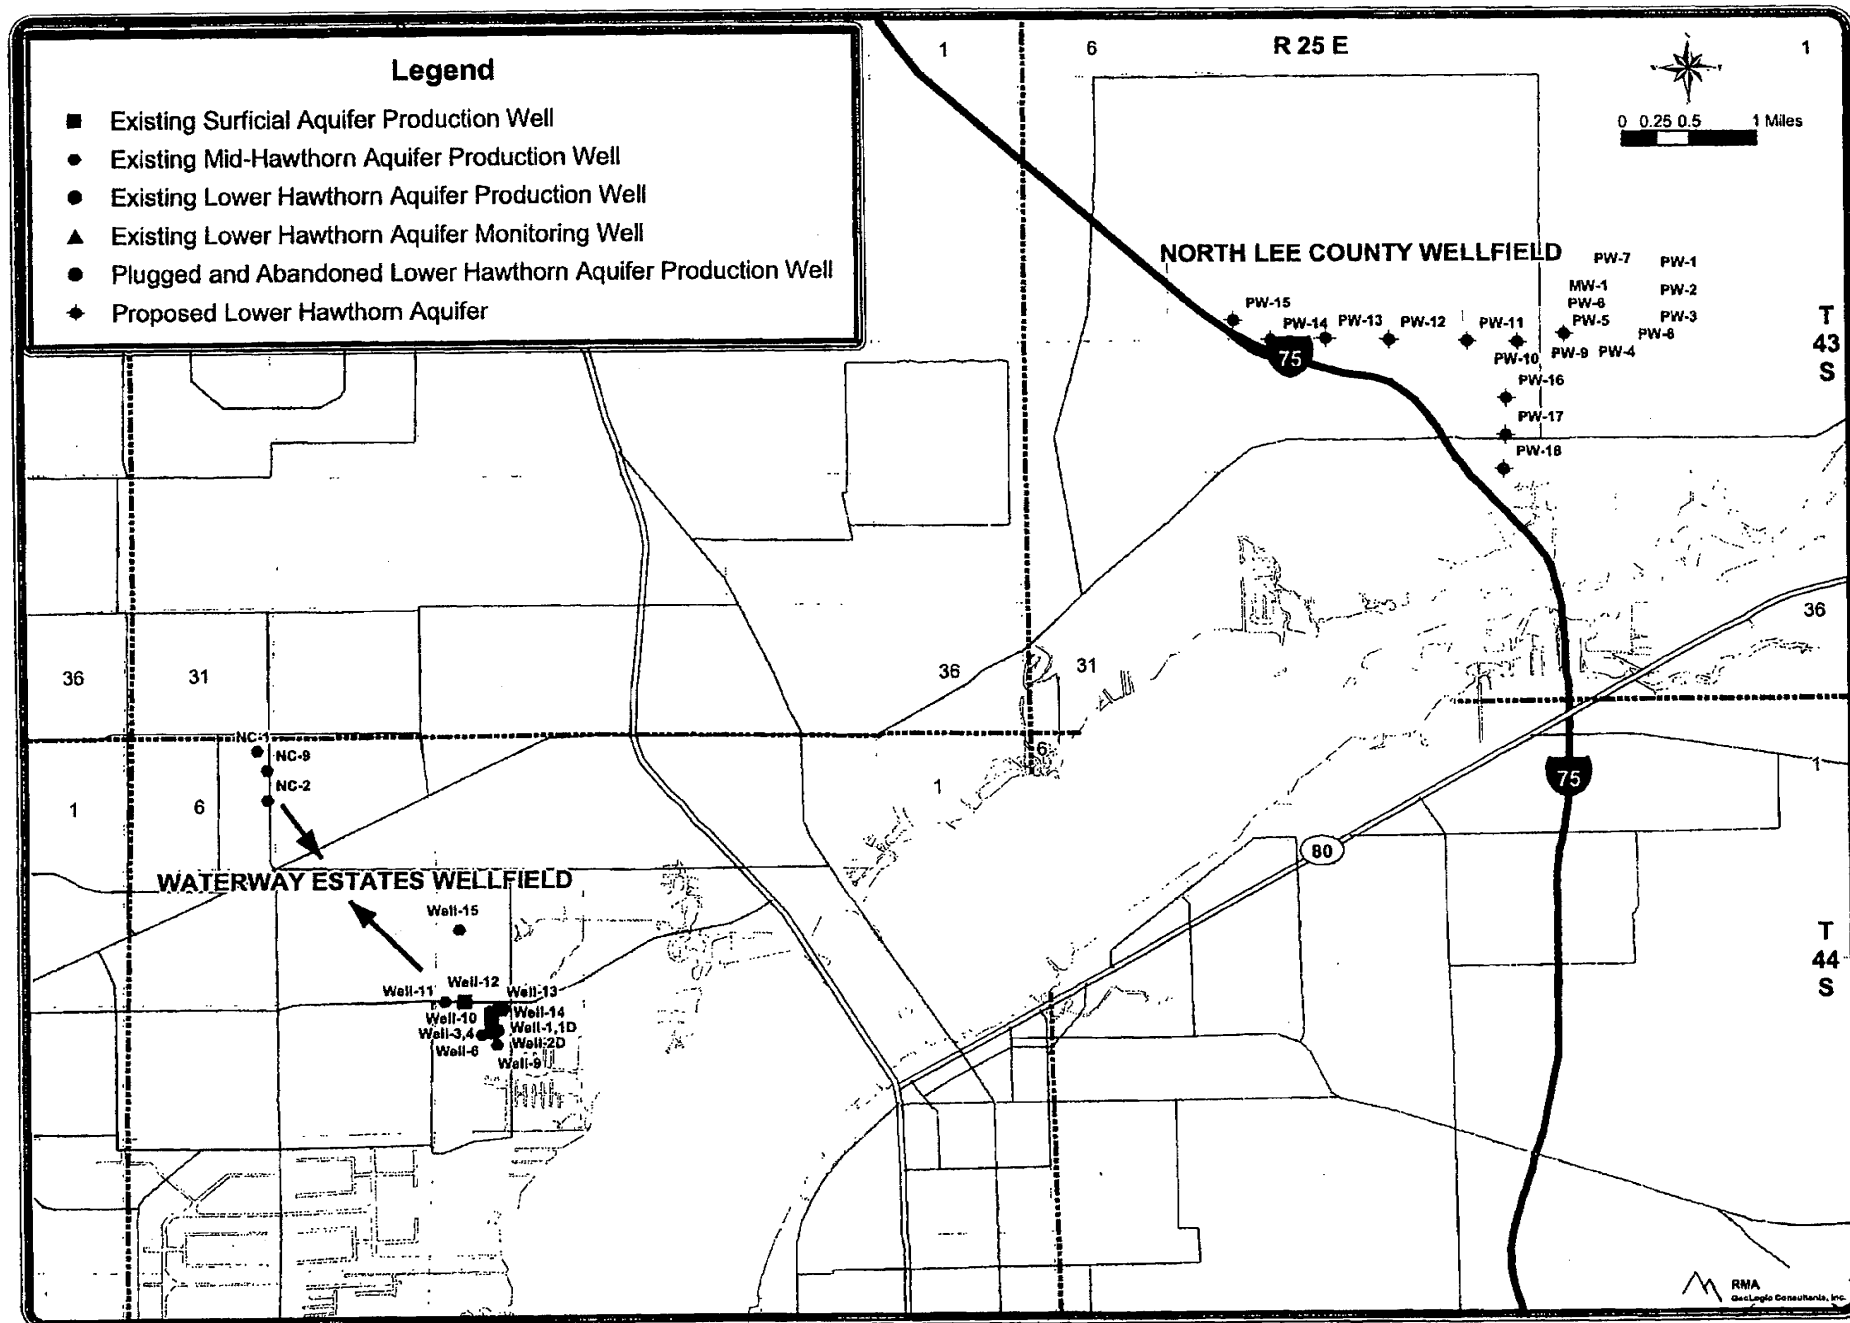 Legend
Existing Surficial Aquifer Production Well
Existing Mid-Hawthorn Aquifer Production Well
Existing Lower Hawthorn Aquifer Production Well
Existing Lower Hawthorn Aquifer Monitoring Well
Plugged and Abandoned Lower Hawthorn Aquifer Production Well
Proposed Lower Hawthorn Aquifer
1
6
R 25 E
1
0 0.25 0.5 1 Miles
NORTH LEE COUNTY WELLFIELD
PW-7
PW-1
MW-1
PW-2
PW-6
PW-15
PW-14
PW-13
PW-12
PW-11
PW-5
PW-3
PW-8
PW-10
PW-9
PW-4
T
43
S
75
PW-16
PW-17
PW-18
36
36
31
36
31
NC-1
NC-9
NC-2
6
1
75
1
1
6
80
WATERWAY ESTATES WELLFIELD
Well-15
T
44
S
Well-11
Well-12
Well-13
Well-10
Well-14
Well-3,4
Well-1,1D
Well-6
Well-2D
Well-9
RMA
GeoLogic Consultants, Inc.